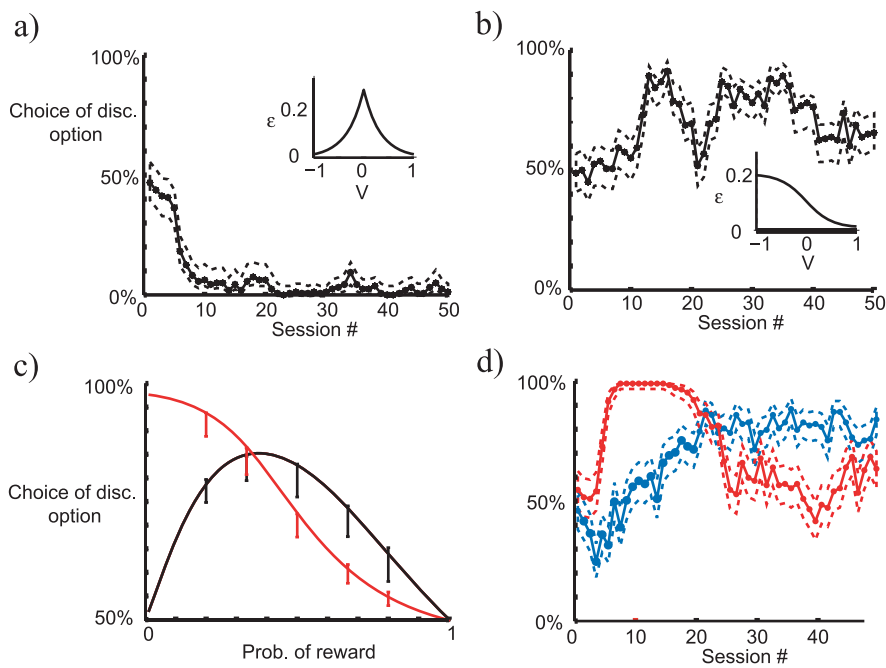 a)
100%
Choice of disc.
option
50%
0%
0 10 20 30 40 50
Session #
0.2
ε
0
−1 0 1
V
b)
100%
50%
0%
0 10 20 30 40 50
Session #
0.2
ε
0
−1 0 1
V
c)
100%
Choice of disc.
option
50%
0 1
Prob. of reward
d)
100%
50%
0%
0 10 20 40
Session #